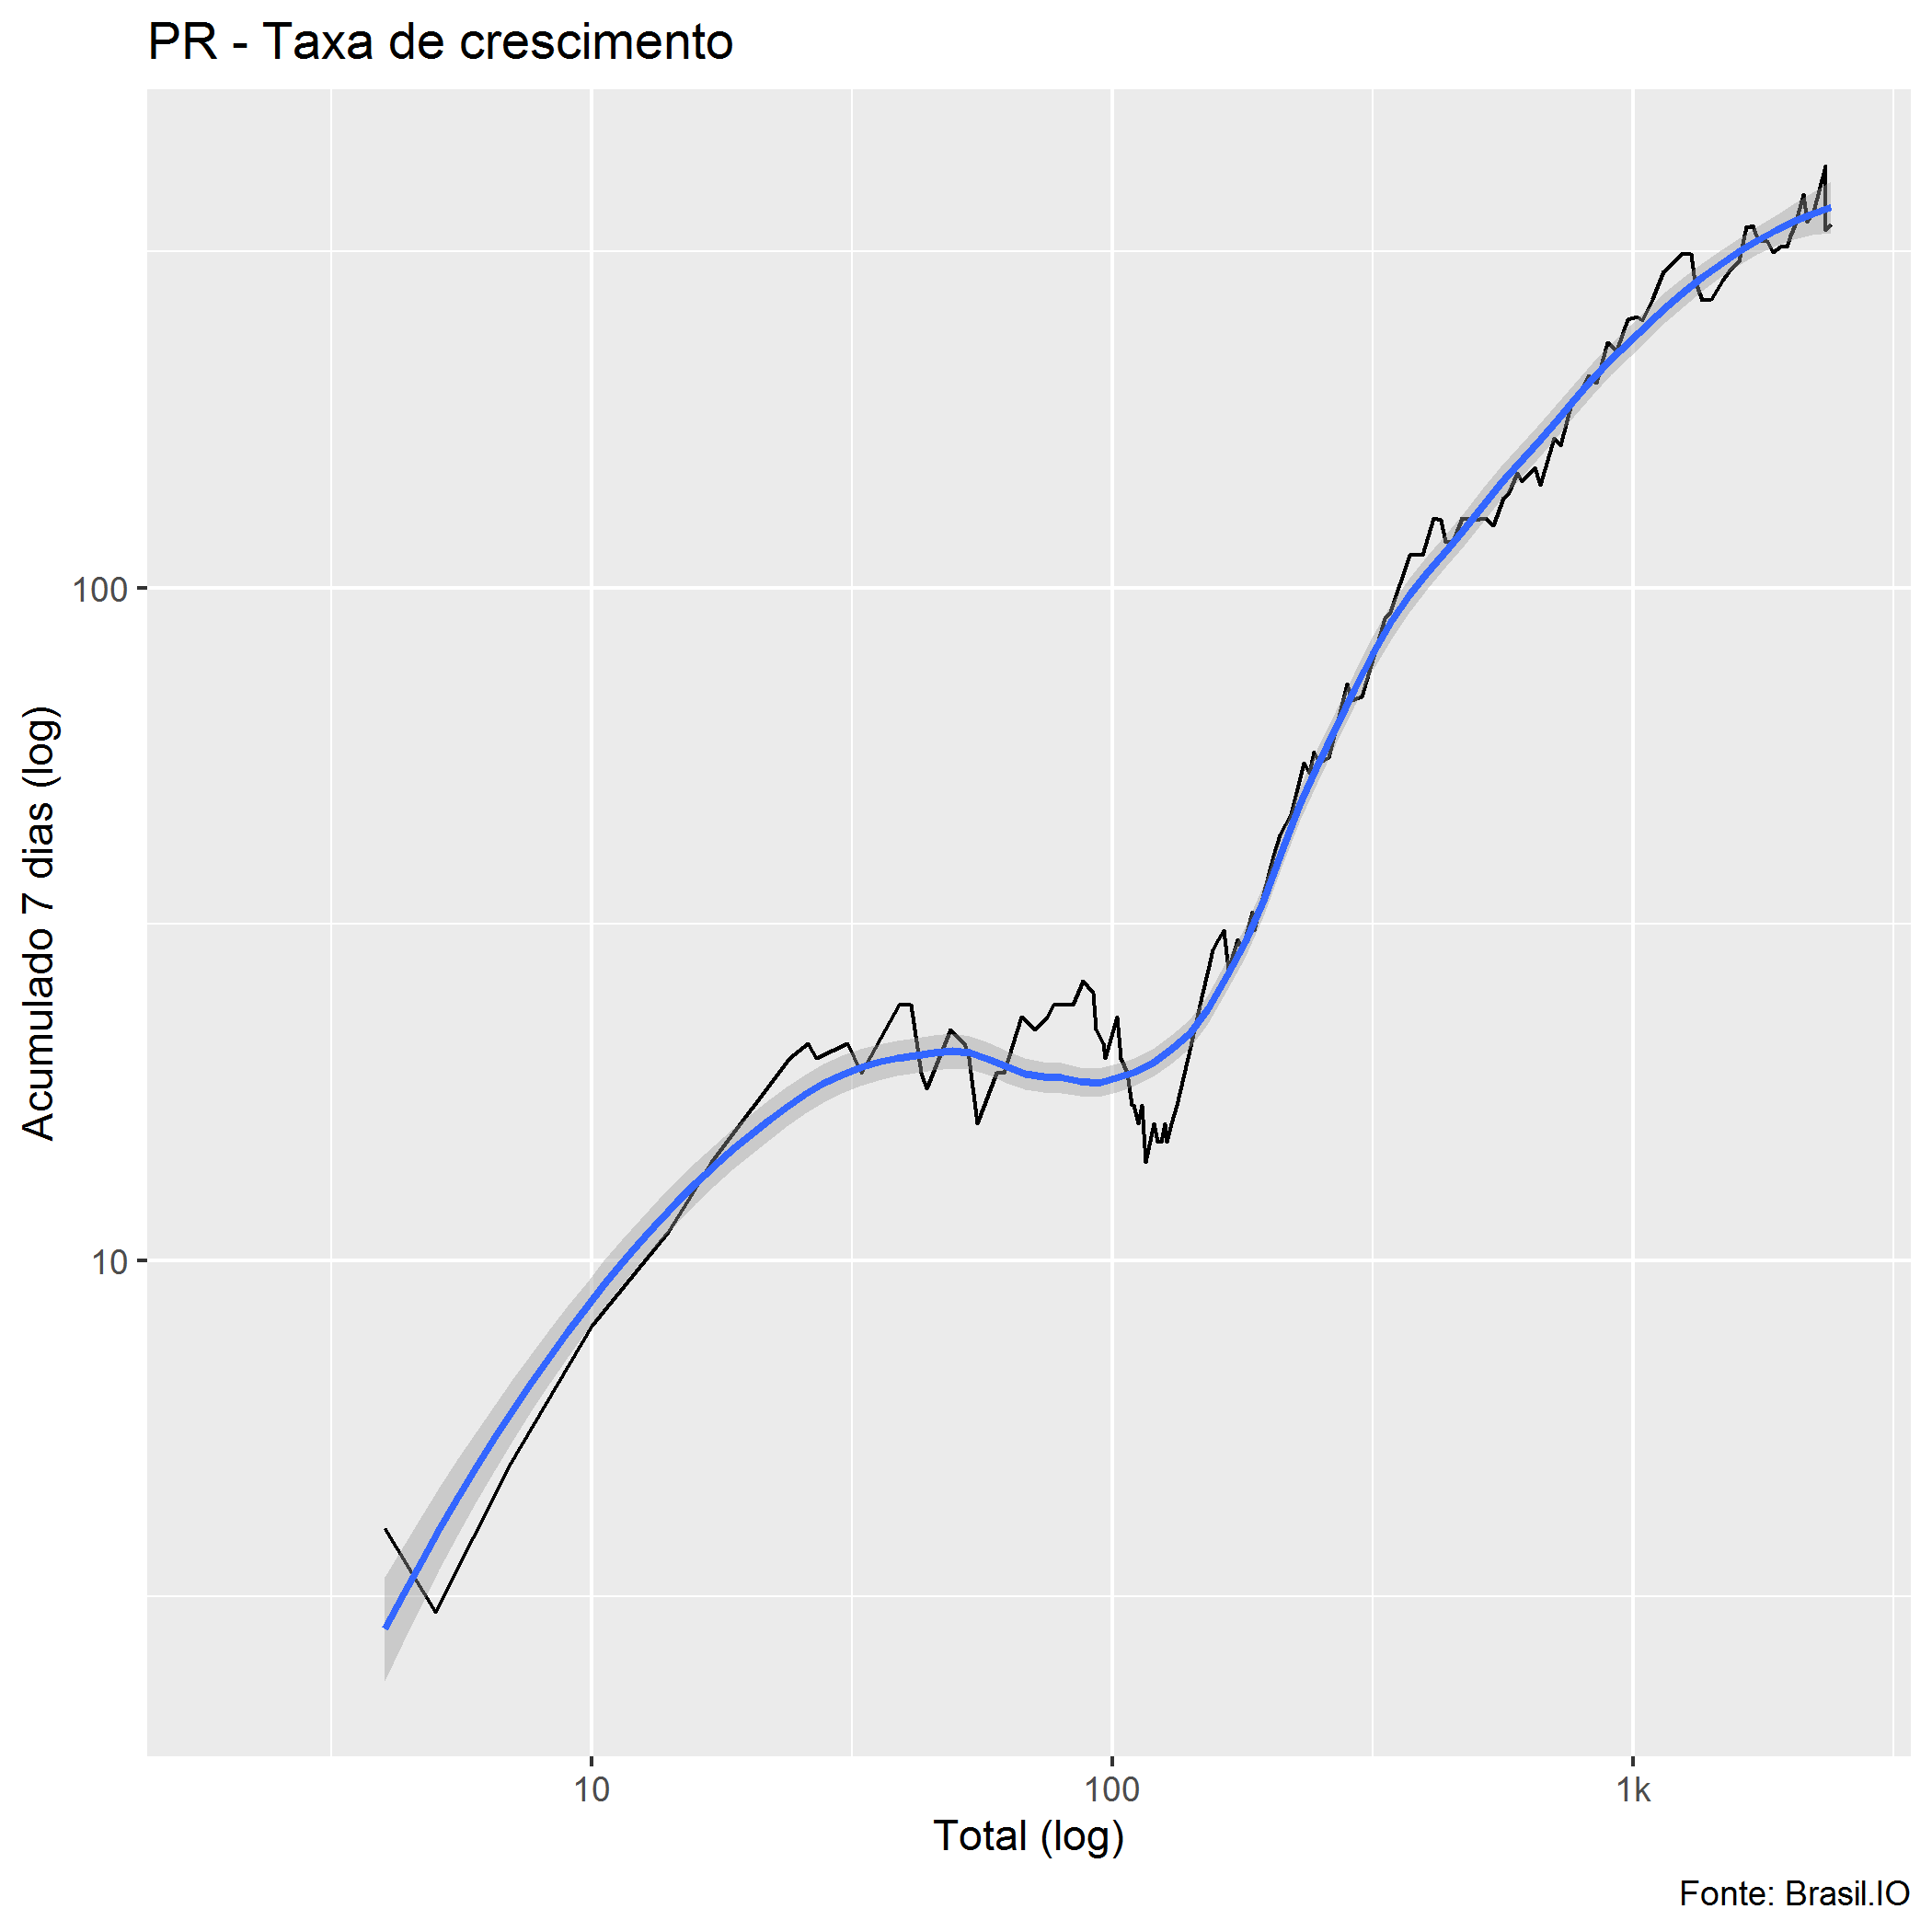 PR - Taxa de crescimento
Acumulado 7 dias (log)
100
10
10
100
1k
Total (log)
Fonte: Brasil.IO